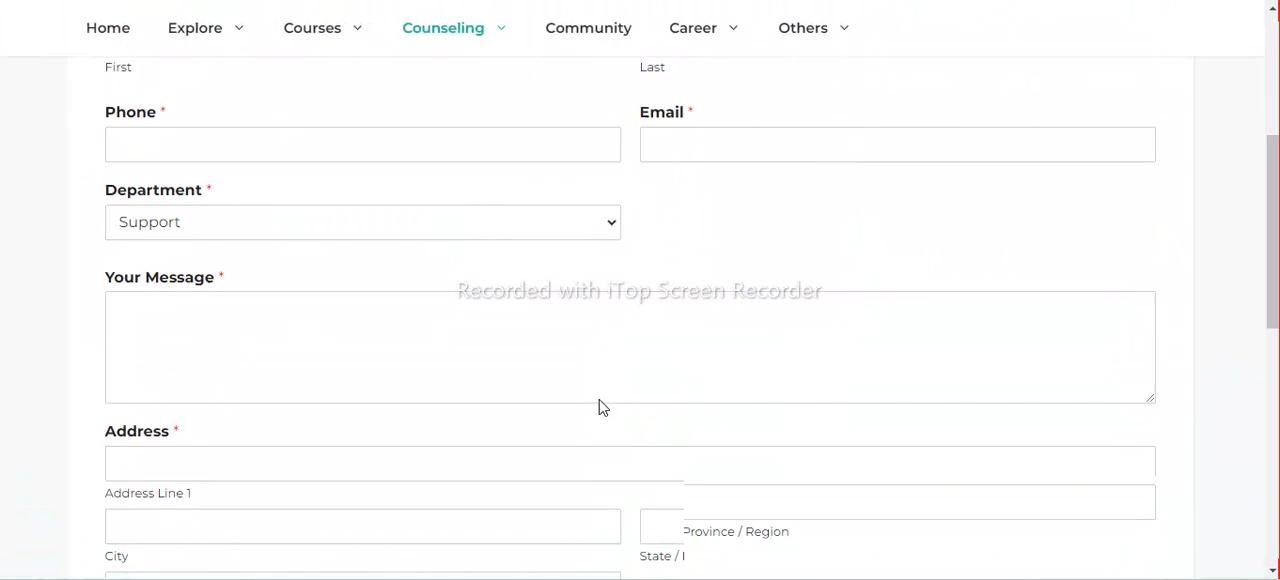 Home Explore Courses Counseling Community Career Others
First Last
Phone * Email *
Department *
Support
Your Message *
Recorded with iTop Screen Recorder
Address *
Address Line 1
Province / Region
City State /